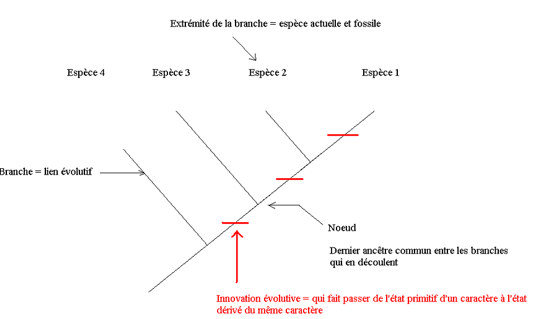 Extrémité de la branche = espèce actuelle et fossile
Espèce 4 Espèce 3 Espèce 2 Espèce 1
Branche = lien évolutif
Noeud
Dernier ancêtre commun entre les branches
qui en découlent
Innovation évolutive = qui fait passer de l'état primitif d'un caractère à l'état
dérivé du même caractère